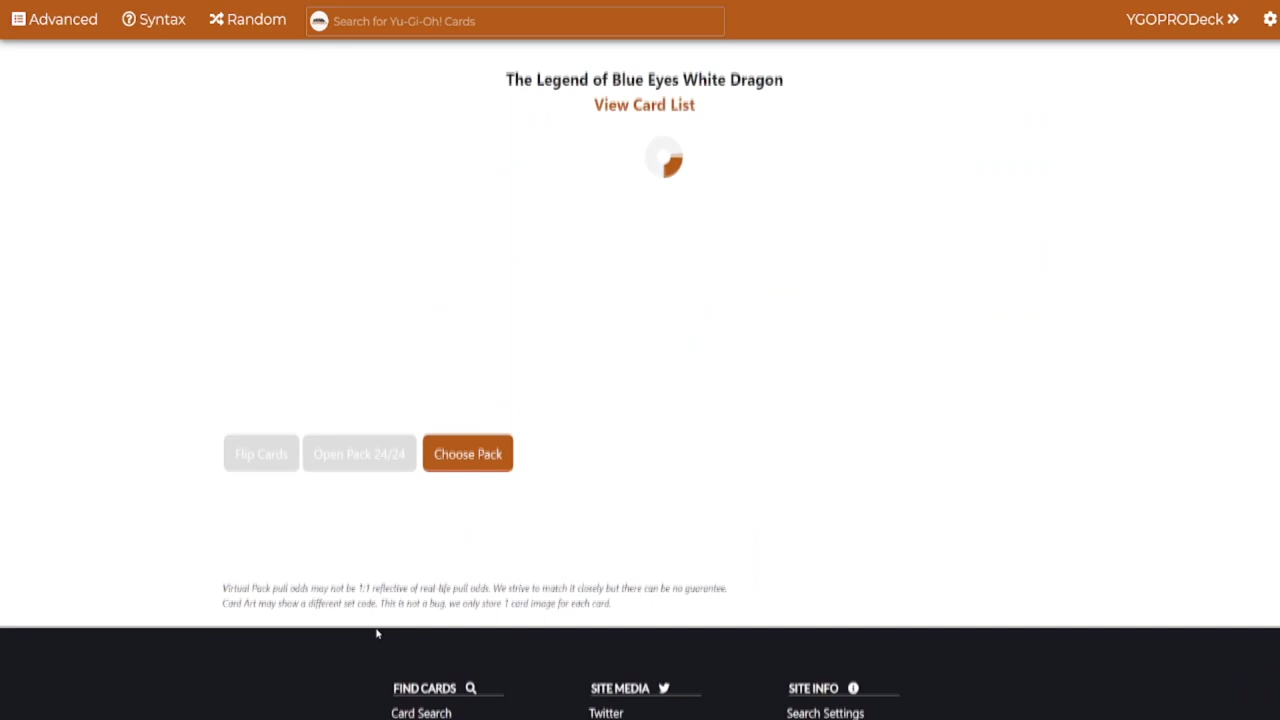 Advanced Syntax Random Search for Yu-Gi-Oh! Cards YGOPRODeck
The Legend of Blue Eyes White Dragon
View Card List
Flip Cards Open Pack 24/24 Choose Pack
Virtual Pack pull odds may not be 1:1 reflective of real-life pull odds. We strive to match it closely but there can be no guarantee.
Card Art may show a different set code. This is not a bug, we only store 1 card image for each card.
FIND CARDS SITE MEDIA SITE INFO
Card Search Twitter Search Settings